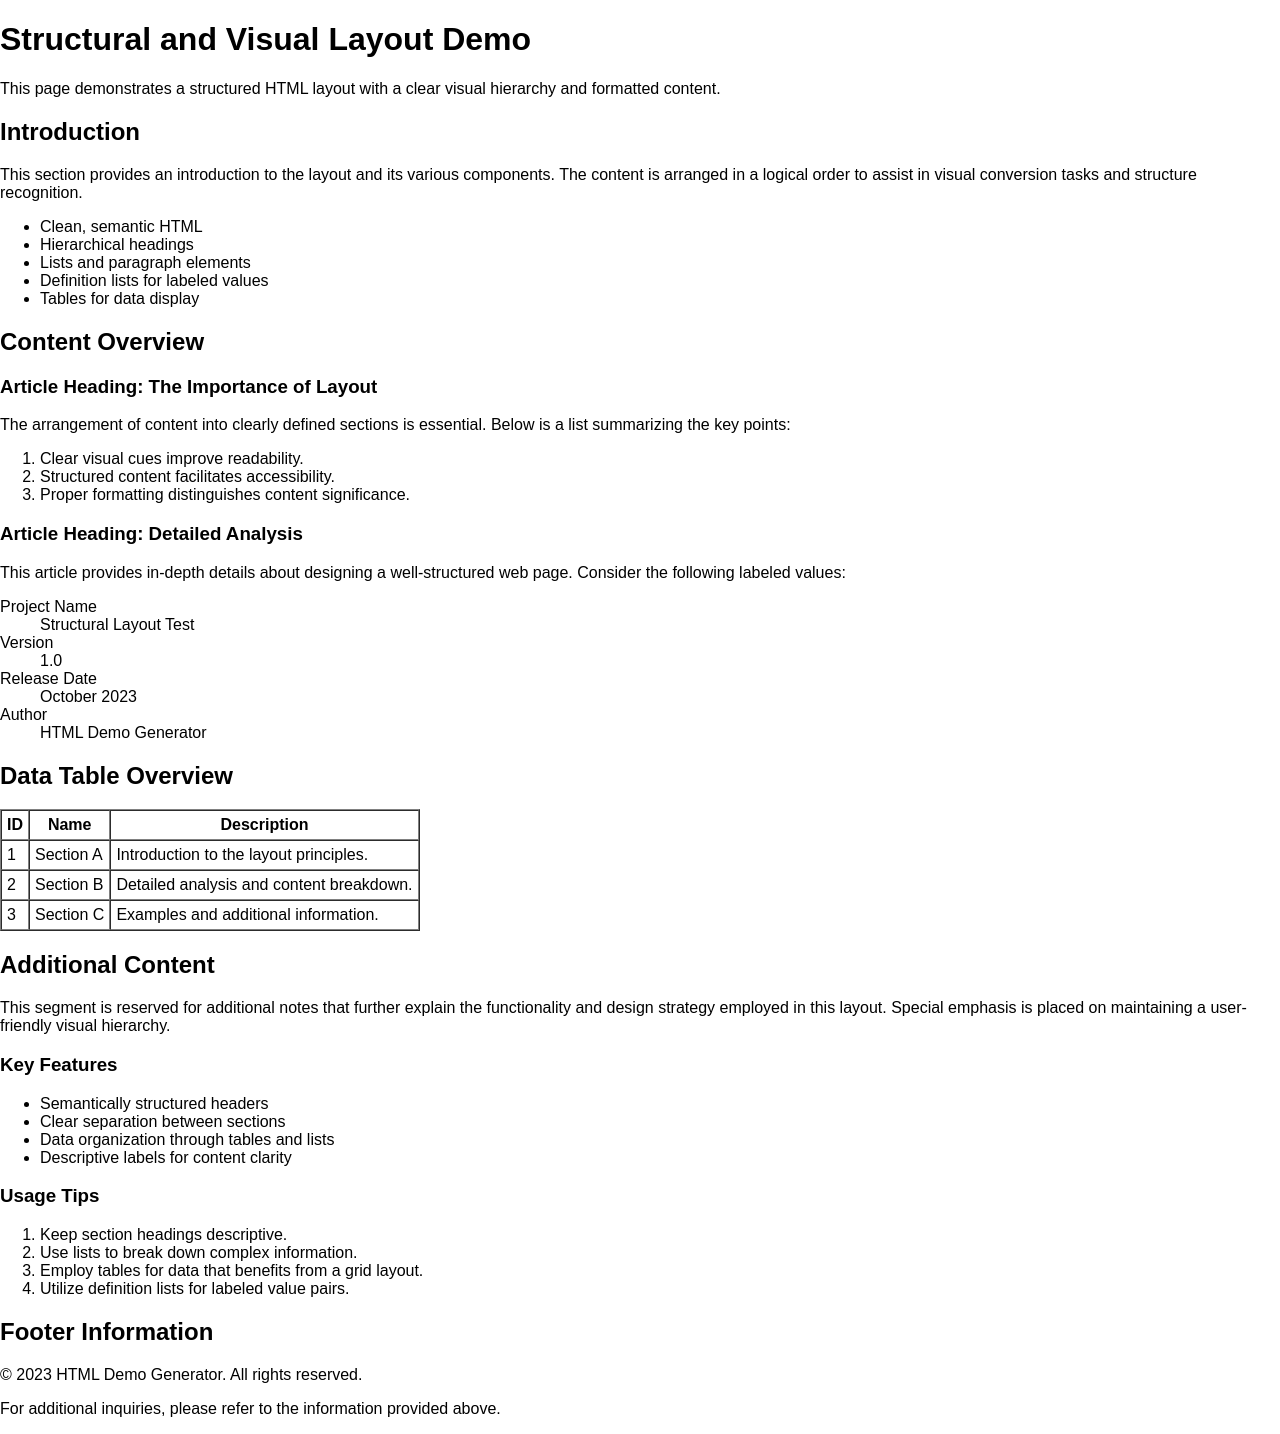 Structural and Visual Layout Demo
This page demonstrates a structured HTML layout with a clear visual hierarchy and formatted content.
Introduction
This section provides an introduction to the layout and its various components. The content is arranged in a logical order to assist in visual conversion tasks and structure
recognition.
• Clean, semantic HTML
• Hierarchical headings
• Lists and paragraph elements
• Definition lists for labeled values
• Tables for data display
Content Overview
Article Heading: The Importance of Layout
The arrangement of content into clearly defined sections is essential. Below is a list summarizing the key points:
1. Clear visual cues improve readability.
2. Structured content facilitates accessibility.
3. Proper formatting distinguishes content significance.
Article Heading: Detailed Analysis
This article provides in-depth details about designing a well-structured web page. Consider the following labeled values:
Project Name
Structural Layout Test
Version
1.0
Release Date
October 2023
Author
HTML Demo Generator
Data Table Overview
ID Name Description
1 Section A Introduction to the layout principles.
2 Section B Detailed analysis and content breakdown.
3 Section C Examples and additional information.
Additional Content
This segment is reserved for additional notes that further explain the functionality and design strategy employed in this layout. Special emphasis is placed on maintaining a user-
friendly visual hierarchy.
Key Features
• Semantically structured headers
• Clear separation between sections
• Data organization through tables and lists
• Descriptive labels for content clarity
Usage Tips
1. Keep section headings descriptive.
2. Use lists to break down complex information.
3. Employ tables for data that benefits from a grid layout.
4. Utilize definition lists for labeled value pairs.
Footer Information
© 2023 HTML Demo Generator. All rights reserved.
For additional inquiries, please refer to the information provided above.